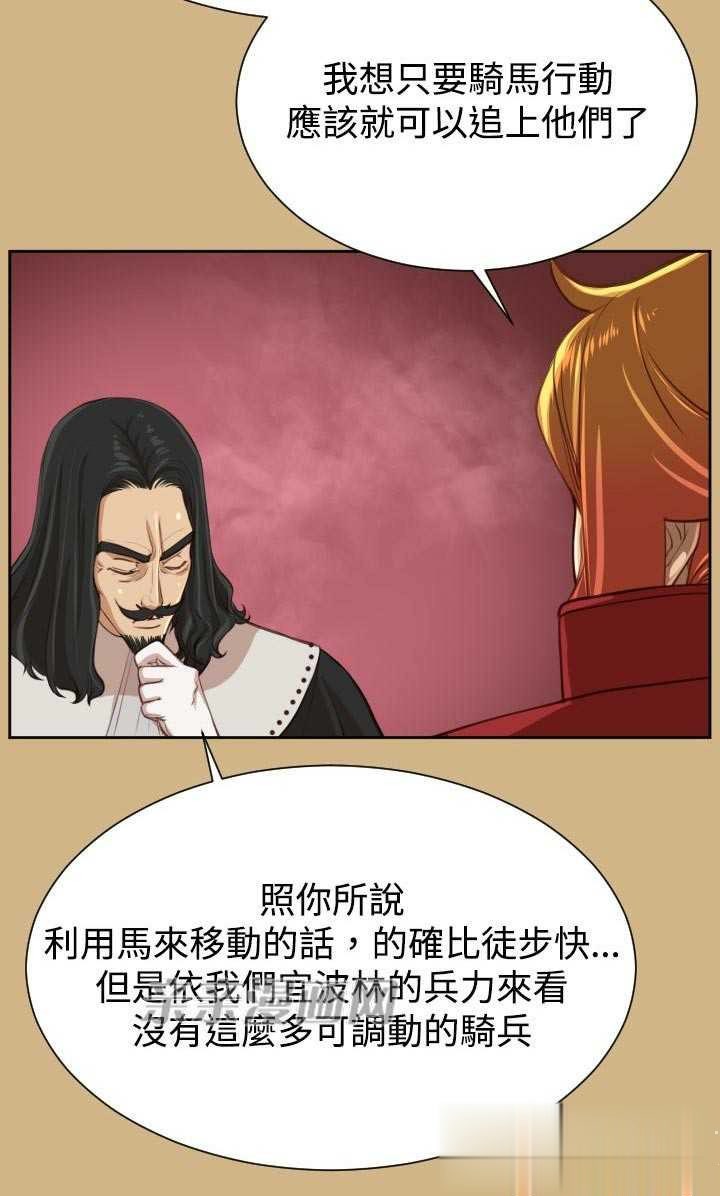 我想只要騎馬行動
應該就可以追上他們了
照你所說
利用馬來移動的話，的確比徒步快...
但是依我們宜波林的兵力來看
沒有這麼多可調動的騎兵